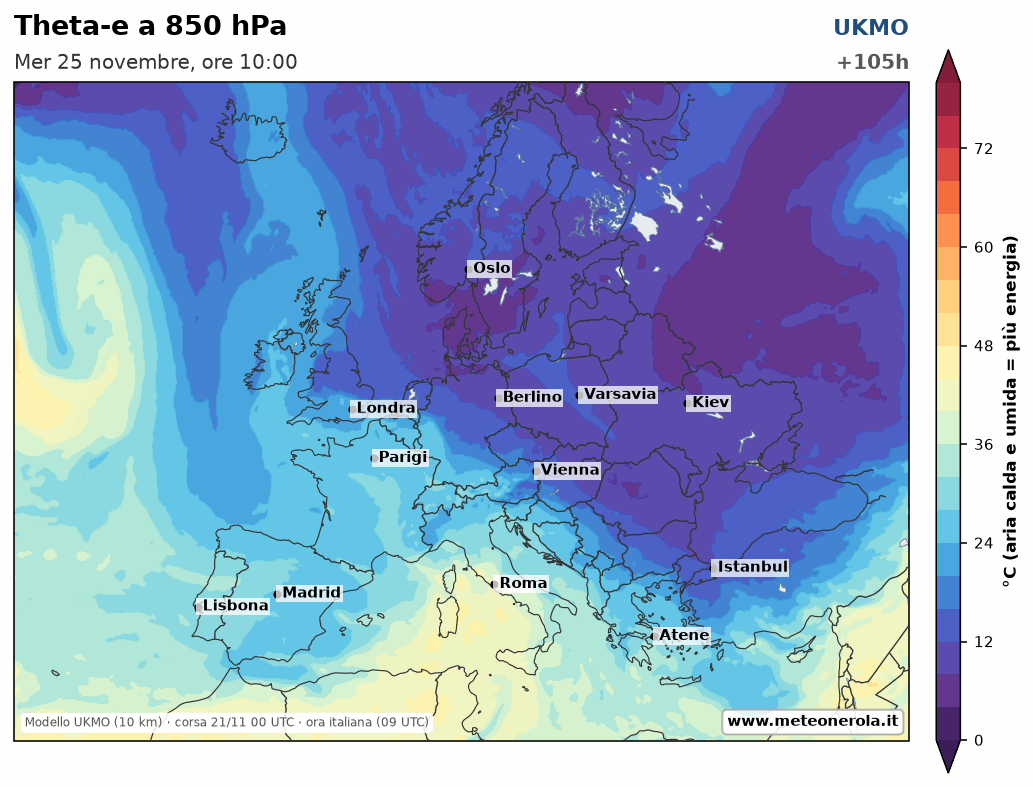 Theta-e a 850 hPa
UKMO
Mer 25 novembre, ore 10:00
+105h
72
60
48
36
24
12
0
°C (aria calda e umida = più energia)
Oslo
Berlino
Varsavia
Kiev
Londra
Parigi
Vienna
Istanbul
Roma
Madrid
Lisbona
Atene
Modello UKMO (10 km) · corsa 21/11 00 UTC · ora italiana (09 UTC)
www.meteonerola.it